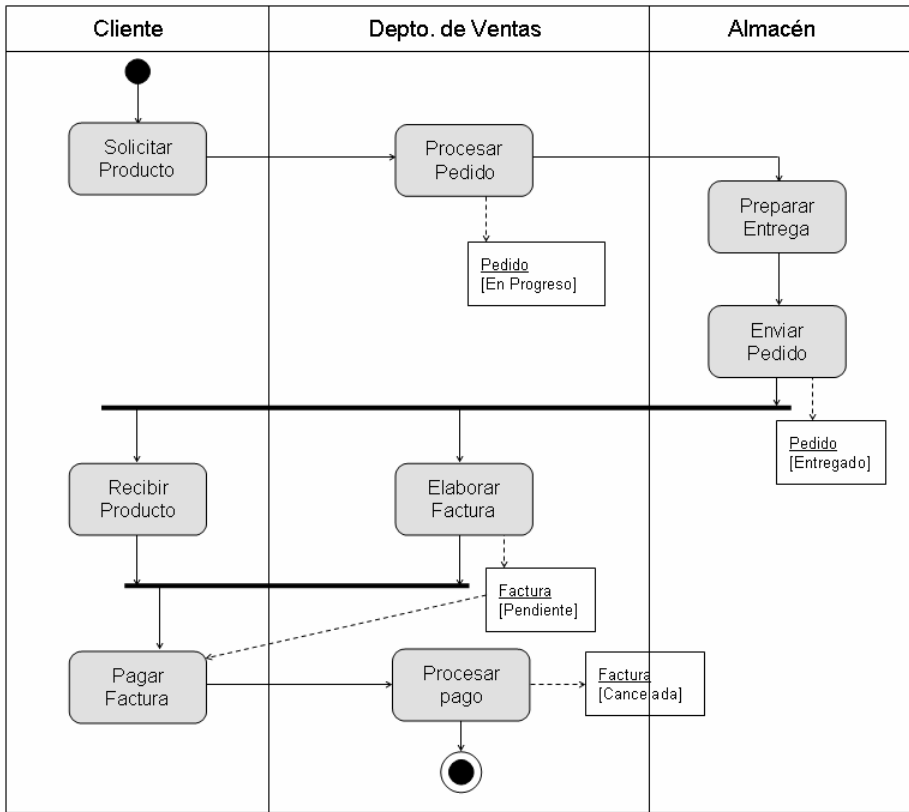 Cliente
Depto. de Ventas
Almacén
Solicitar
Producto
Procesar
Pedido
Preparar
Entrega
Pedido
[En Progreso]
Enviar
Pedido
Pedido
[Entregado]
Recibir
Producto
Elaborar
Factura
Factura
[Pendiente]
Pagar
Factura
Procesar
pago
Factura
[Cancelada]